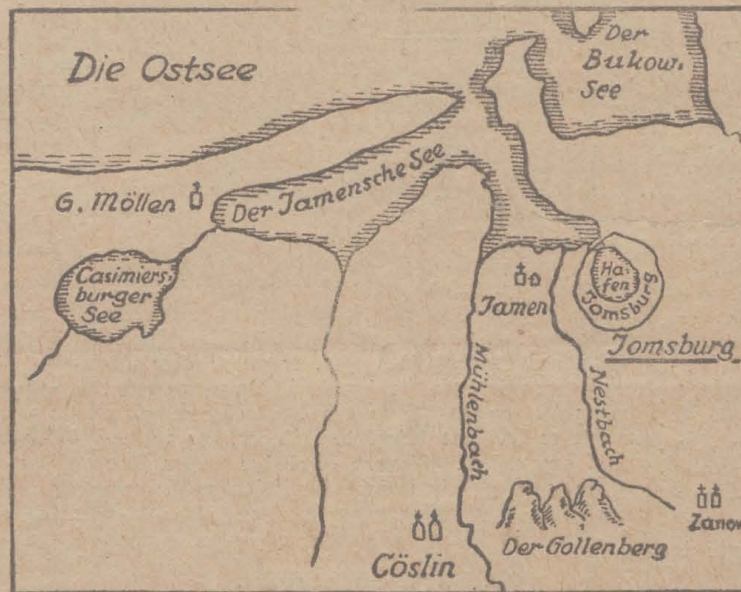 Die Ostsee
Der
Bukow.
See
G. Möllen
Der Jamensche See
Casimiers-
burger
See
Ha-
fen
Jomsburg
Jamen
Jomsburg
Mühlenbach
Nestbach
Zanow
Der Gollenberg
Cöslin